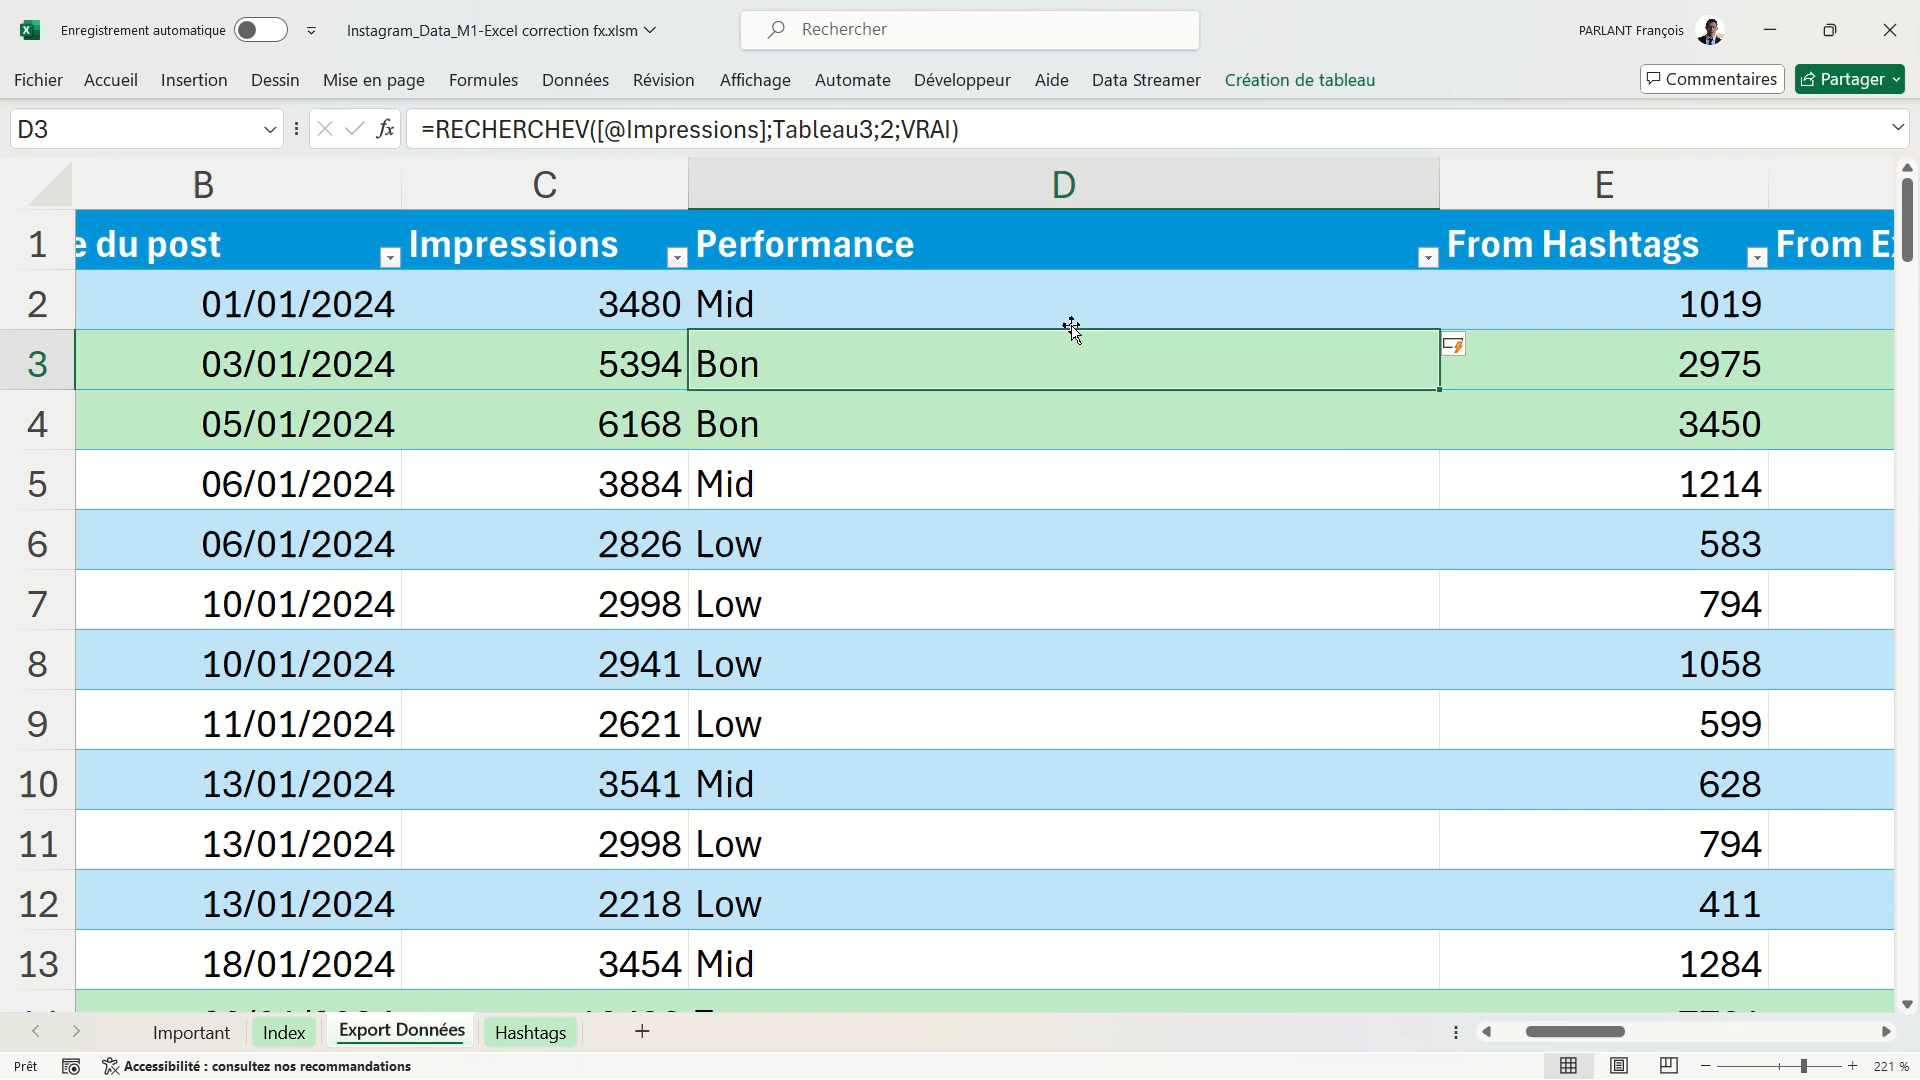 Enregistrement automatique
Instagram_Data_M1-Excel correction fx.xlsm
Rechercher
PARLANT François
Fichier Accueil Insertion Dessin Mise en page Formules Données Révision Affichage Automate Développeur Aide Data Streamer Création de tableau
Commentaires
Partager
D3
fx
=RECHERCHEV([@Impressions];Tableau3;2;VRAI)
B C D E
1 e du post Impressions Performance From Hashtags From E
2 01/01/2024 3480 Mid 1019
3 03/01/2024 5394 Bon 2975
4 05/01/2024 6168 Bon 3450
5 06/01/2024 3884 Mid 1214
6 06/01/2024 2826 Low 583
7 10/01/2024 2998 Low 794
8 10/01/2024 2941 Low 1058
9 11/01/2024 2621 Low 599
10 13/01/2024 3541 Mid 628
11 13/01/2024 2998 Low 794
12 13/01/2024 2218 Low 411
13 18/01/2024 3454 Mid 1284
Important Index Export Données Hashtags
Prêt
Accessibilité : consultez nos recommandations
221 %